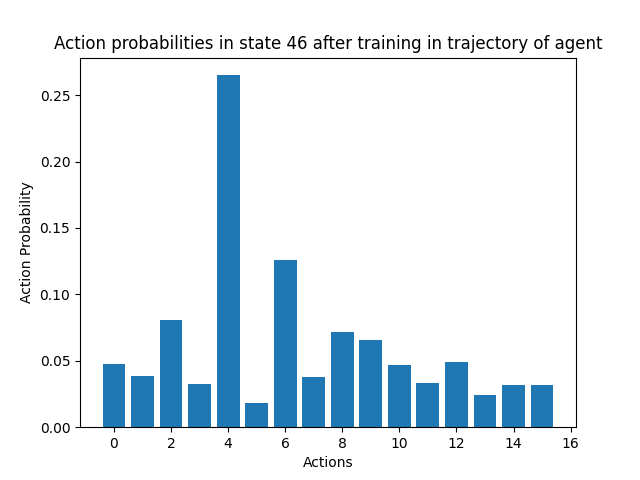 Action probabilities in state 46 after training in trajectory of agent
Action Probability
0.25
0.20
0.15
0.10
0.05
0.00
0 2 4 6 8 10 12 14 16
Actions